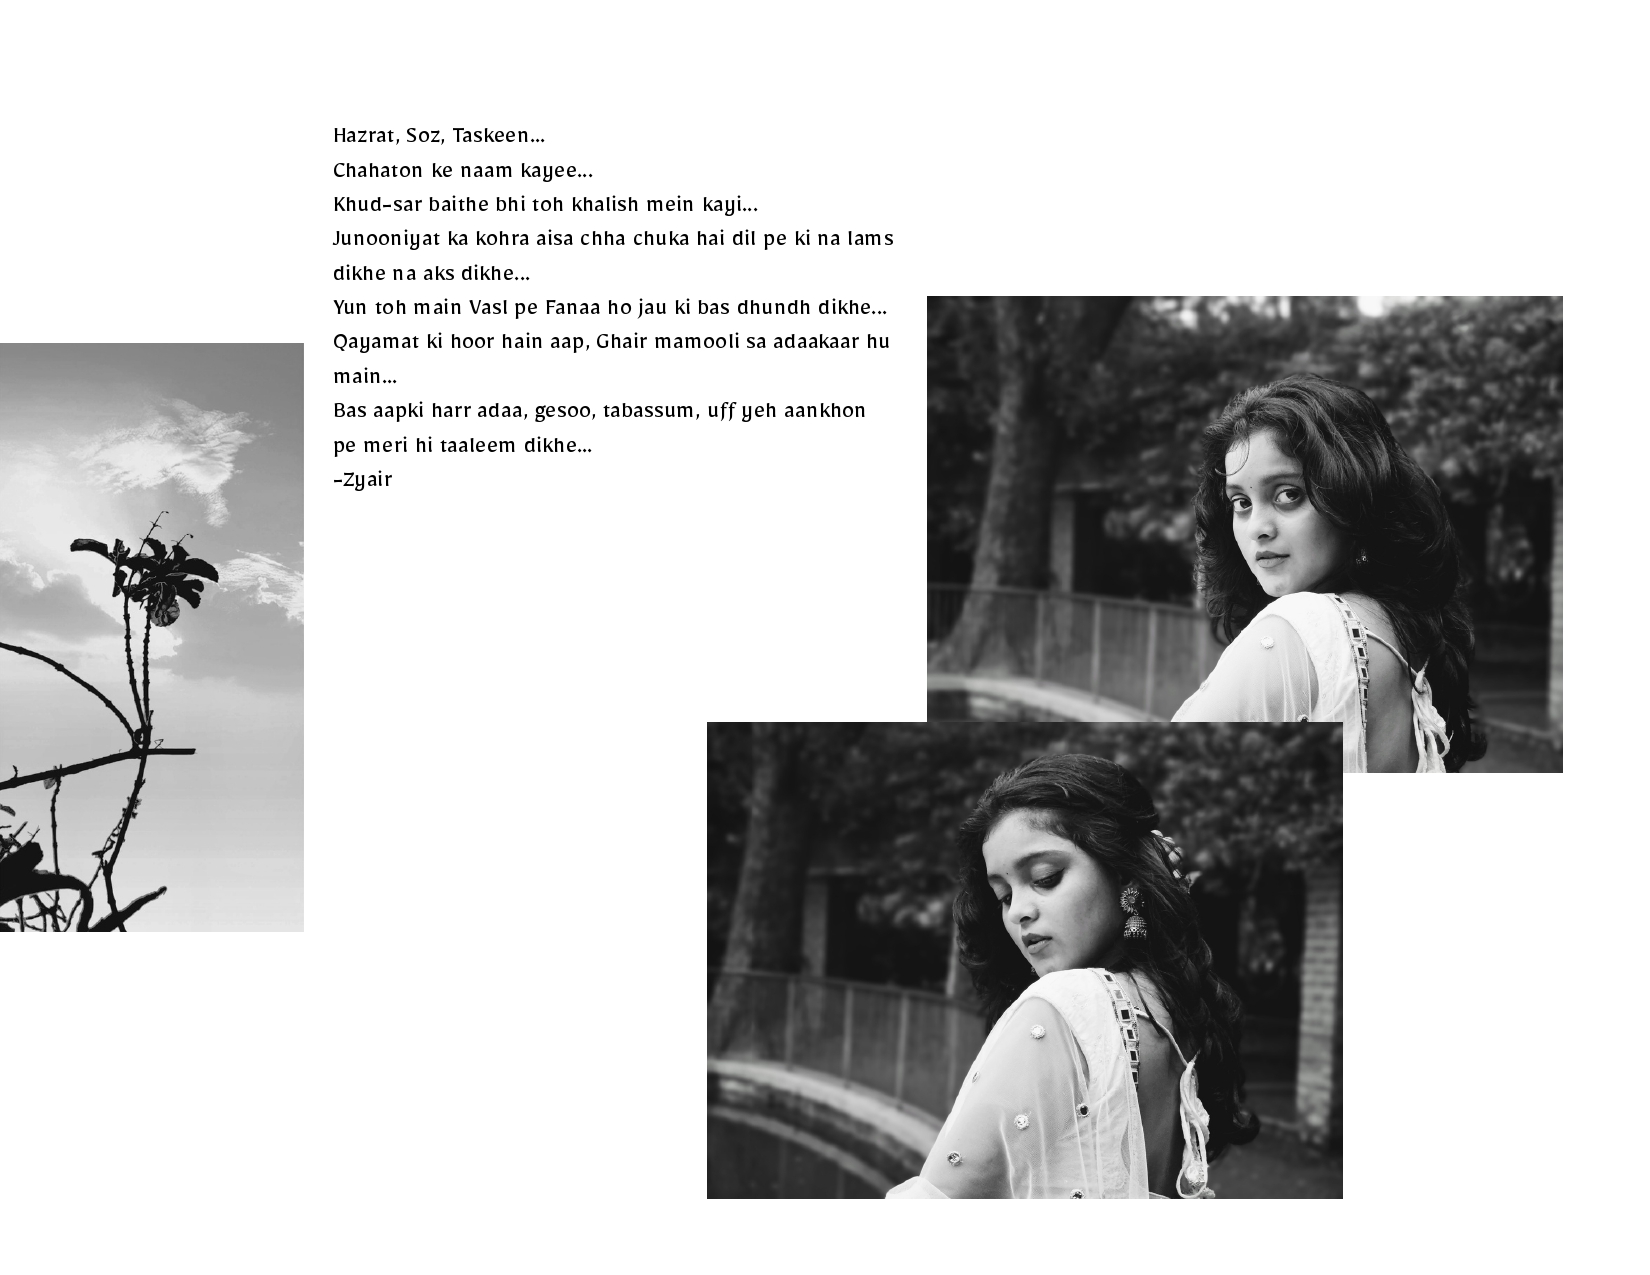 Hazrat, Soz, Taskeen...
Chahaton ke naam kayee...
Khud-sar baithe bhi toh khalish mein kayi...
Junooniyat ka kohra aisa chha chuka hai dil pe ki na lams
dikhe na aks dikhe...
Yun toh main Vasl pe Fanaa ho jau ki bas dhundh dikhe...
Qayamat ki hoor hain aap, Ghair mamooli sa adaakaar hu
main...
Bas aapki harr adaa, gesoo, tabassum, uff yeh aankhon
pe meri hi taaleem dikhe...
-Zyair